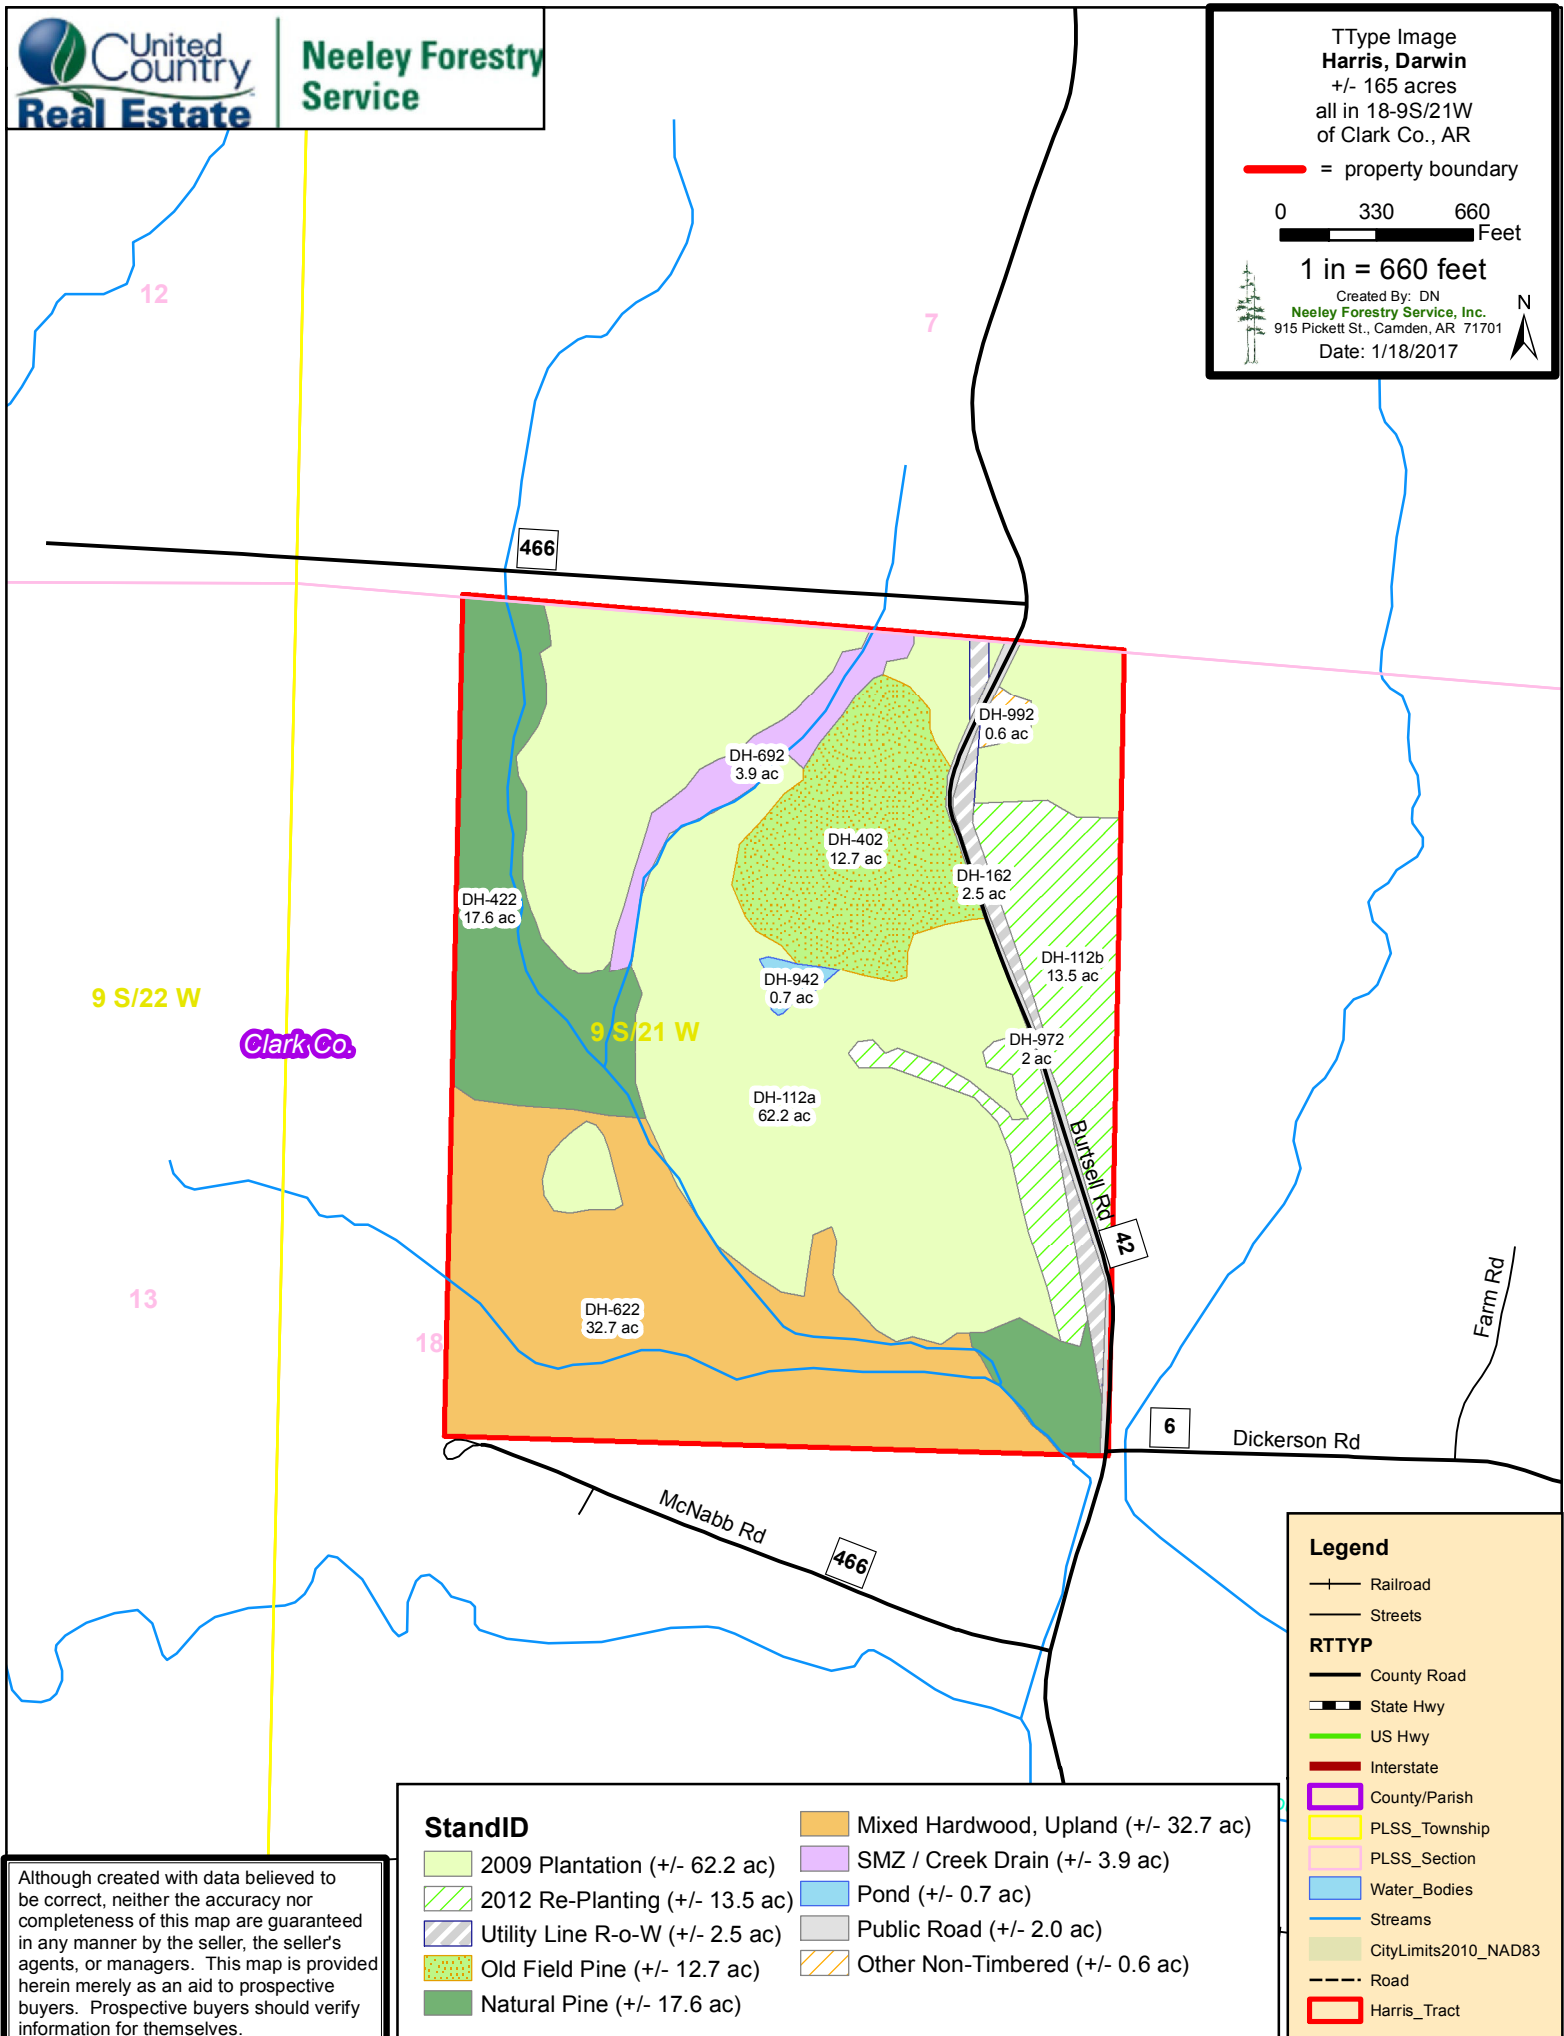 United
Country
Real Estate
Neeley Forestry
Service
TType Image
Harris, Darwin
+/- 165 acres
all in 18-9S/21W
of Clark Co., AR
= property boundary
0 330 660
Feet
1 in = 660 feet
Created By: DN
Neeley Forestry Service, Inc.
915 Pickett St., Camden, AR 71701
Date: 1/18/2017
N
12
7
466
DH-992
0.6 ac
DH-692
3.9 ac
DH-402
12.7 ac
DH-162
2.5 ac
DH-422
17.6 ac
DH-112b
13.5 ac
DH-942
0.7 ac
9 S/22 W
9 S/21 W
Clark Co.
DH-972
2 ac
DH-112a
62.2 ac
Burtsell Rd
42
13
18
DH-622
32.7 ac
Farm Rd
6
Dickerson Rd
McNabb Rd
466
Legend
Railroad
Streets
RTTYP
County Road
State Hwy
US Hwy
Interstate
County/Parish
PLSS_Township
PLSS_Section
Water_Bodies
Streams
CityLimits2010_NAD83
Road
Harris_Tract
StandID
2009 Plantation (+/- 62.2 ac)
2012 Re-Planting (+/- 13.5 ac)
Utility Line R-o-W (+/- 2.5 ac)
Old Field Pine (+/- 12.7 ac)
Natural Pine (+/- 17.6 ac)
Mixed Hardwood, Upland (+/- 32.7 ac)
SMZ / Creek Drain (+/- 3.9 ac)
Pond (+/- 0.7 ac)
Public Road (+/- 2.0 ac)
Other Non-Timbered (+/- 0.6 ac)
Although created with data believed to
be correct, neither the accuracy nor
completeness of this map are guaranteed
in any manner by the seller, the seller's
agents, or managers. This map is provided
herein merely as an aid to prospective
buyers. Prospective buyers should verify
information for themselves.